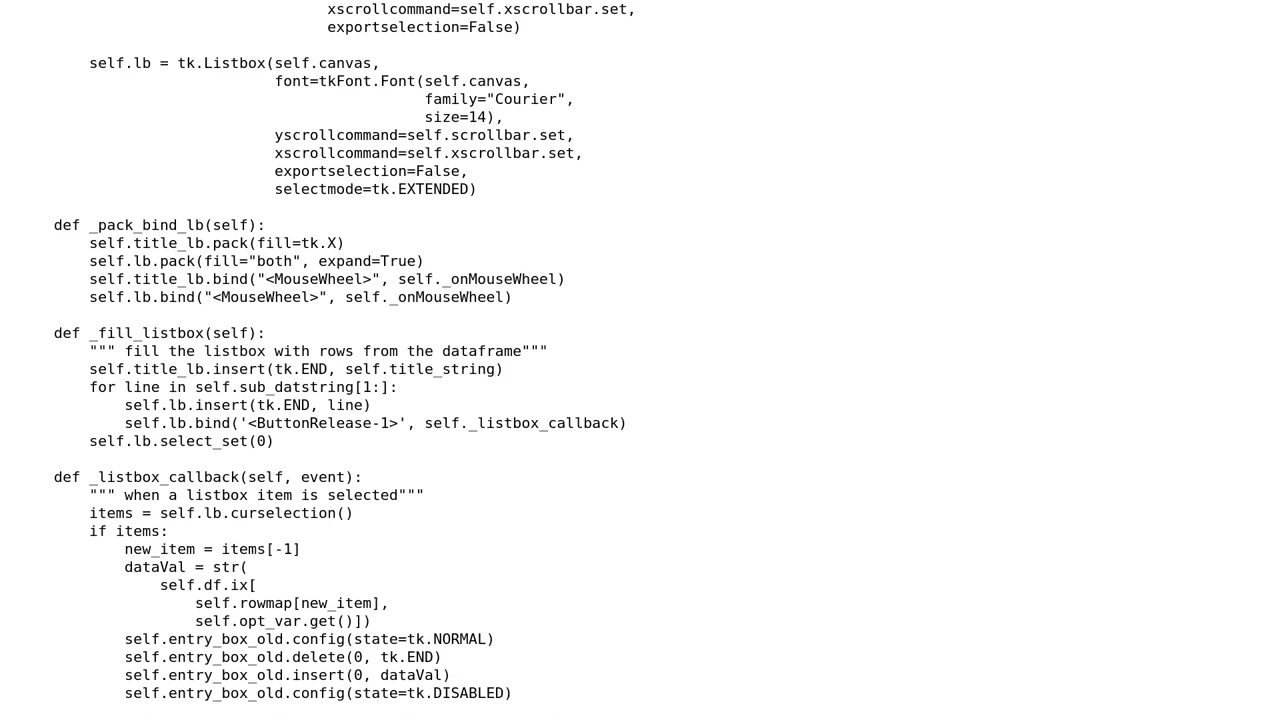 xscrollcommand=self.xscrollbar.set,
                                     exportselection=False)

          self.lb = tk.Listbox(self.canvas,
                               font=tkFont.Font(self.canvas,
                                                family="Courier",
                                                size=14),
                               yscrollcommand=self.scrollbar.set,
                               xscrollcommand=self.xscrollbar.set,
                               exportselection=False,
                               selectmode=tk.EXTENDED)

      def _pack_bind_lb(self):
          self.title_lb.pack(fill=tk.X)
          self.lb.pack(fill="both", expand=True)
          self.title_lb.bind("<MouseWheel>", self._onMouseWheel)
          self.lb.bind("<MouseWheel>", self._onMouseWheel)

      def _fill_listbox(self):
          """ fill the listbox with rows from the dataframe"""
          self.title_lb.insert(tk.END, self.title_string)
          for line in self.sub_datstring[1:]:
              self.lb.insert(tk.END, line)
              self.lb.bind('<ButtonRelease-1>', self._listbox_callback)
          self.lb.select_set(0)

      def _listbox_callback(self, event):
          """ when a listbox item is selected"""
          items = self.lb.curselection()
          if items:
              new_item = items[-1]
              dataVal = str(
                  self.df.ix[
                      self.rowmap[new_item],
                      self.opt_var.get()])
              self.entry_box_old.config(state=tk.NORMAL)
              self.entry_box_old.delete(0, tk.END)
              self.entry_box_old.insert(0, dataVal)
              self.entry_box_old.config(state=tk.DISABLED)